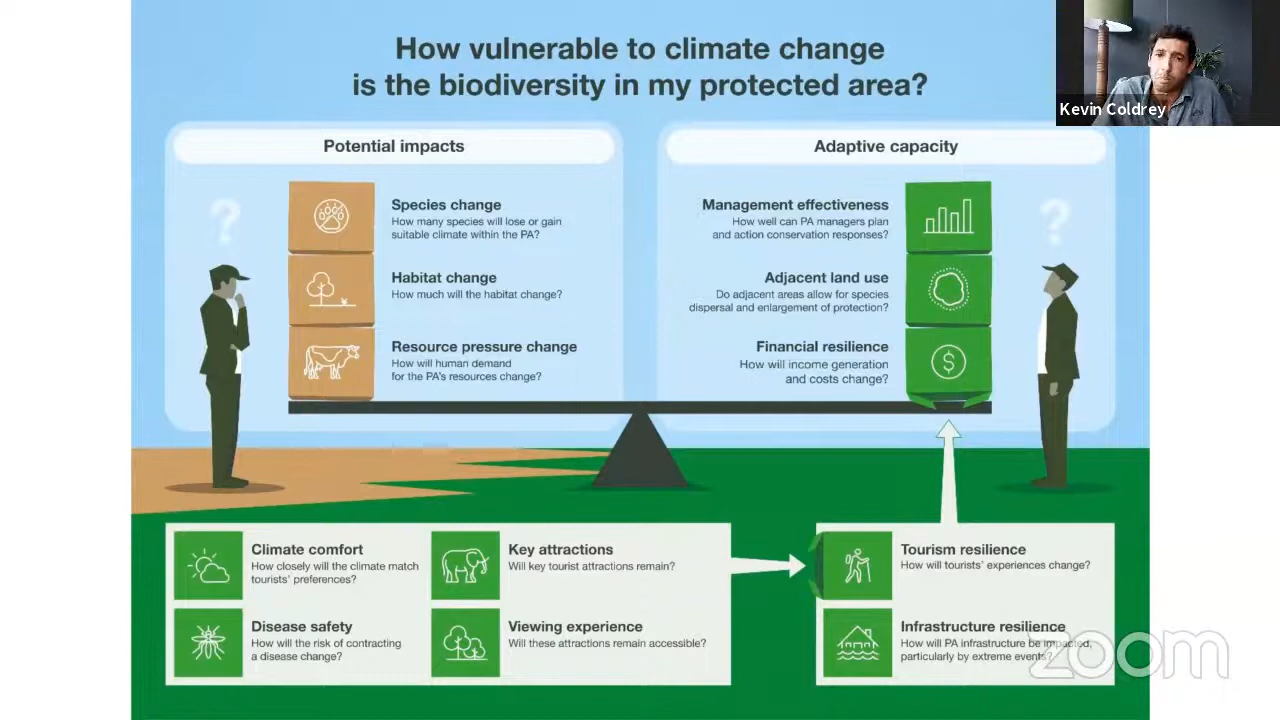 How vulnerable to climate change
is the biodiversity in my protected area?
Kevin Coldrey
Potential impacts
?
Species change
How many species will lose or gain
suitable climate within the PA?
Habitat change
How much will the habitat change?
Resource pressure change
How will human demand
for the PA's resources change?
Adaptive capacity
?
Management effectiveness
How well can PA managers plan
and action conservation responses?
Adjacent land use
Do adjacent areas allow for species
dispersal and enlargement of protection?
Financial resilience
How will income generation
and costs change?
$
Climate comfort
How closely will the climate match
tourists' preferences?
Key attractions
Will key tourist attractions remain?
Disease safety
How will the risk of contracting
a disease change?
Viewing experience
Will these attractions remain accessible?
Tourism resilience
How will tourists' experiences change?
Infrastructure resilience
How will PA infrastructure be impacted,
particularly by extreme events?
zoom